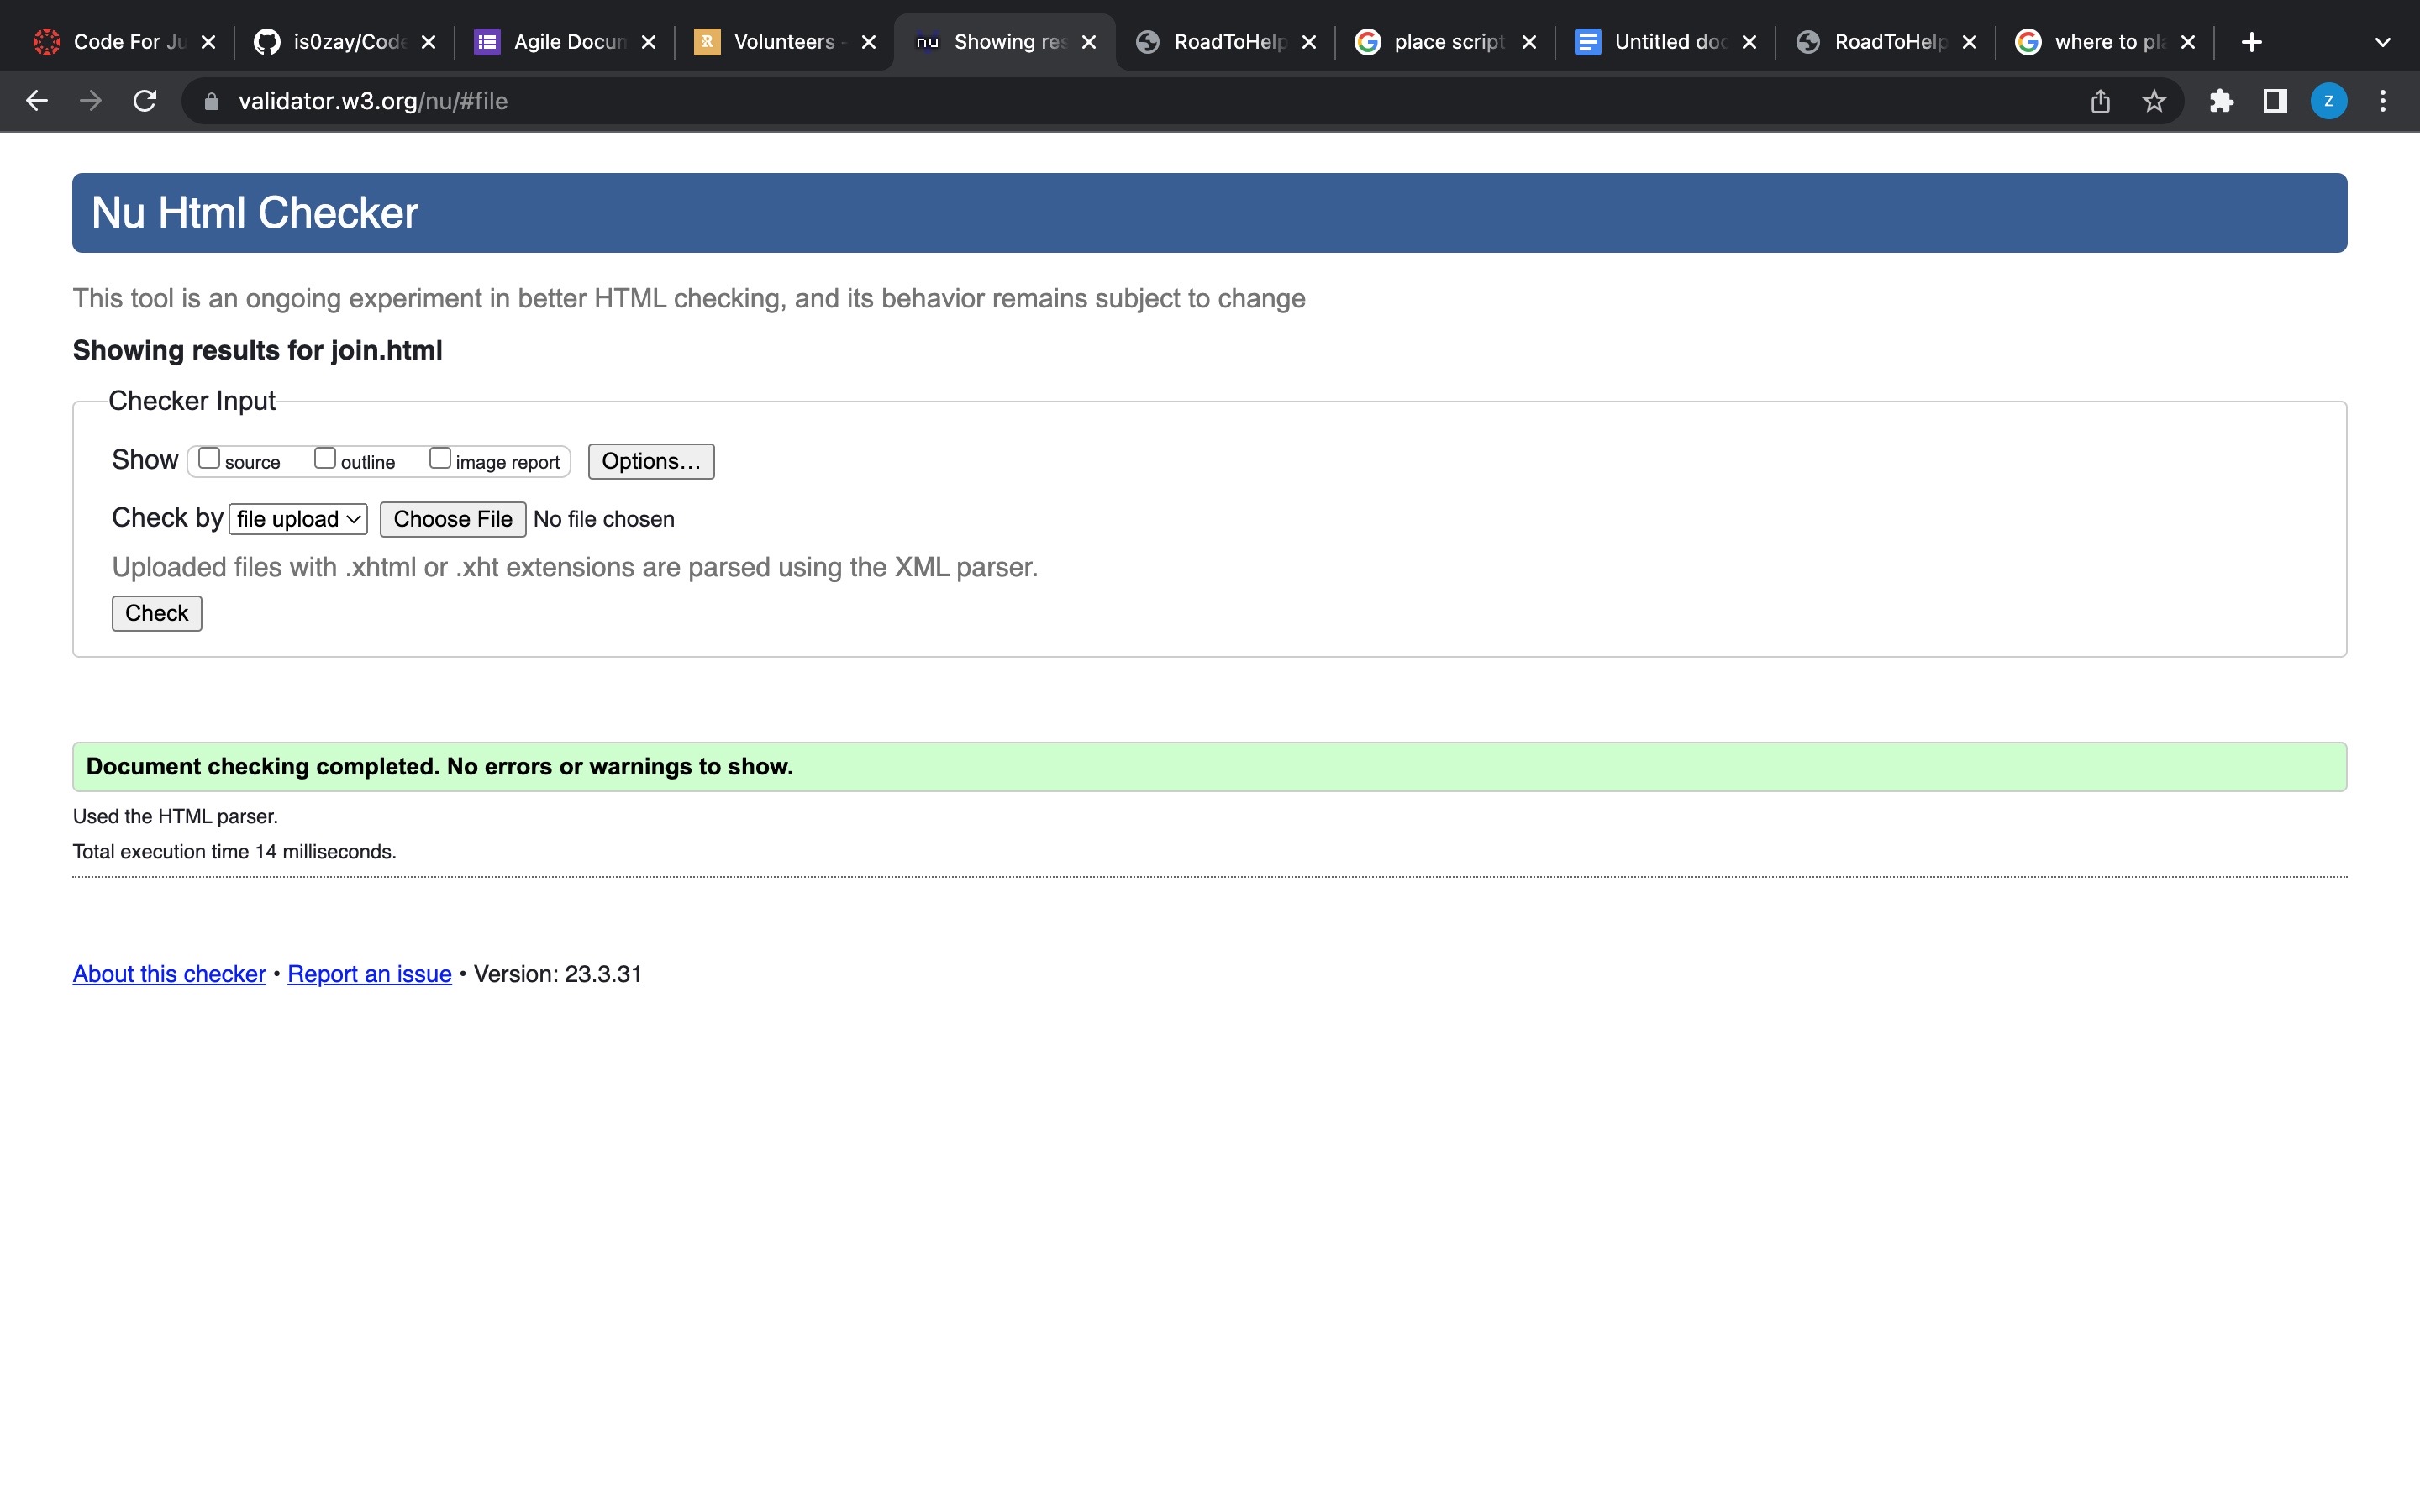 Code For Ju
is0zay/Code
Agile Docum
Volunteers -
nu Showing res
RoadToHelp
place script
Untitled doc
RoadToHelp
where to pla
validator.w3.org/nu/#file
z
Nu Html Checker
This tool is an ongoing experiment in better HTML checking, and its behavior remains subject to change
Showing results for join.html
Checker Input
Show source outline image report Options...
Check by file upload Choose File No file chosen
Uploaded files with .xhtml or .xht extensions are parsed using the XML parser.
Check
Document checking completed. No errors or warnings to show.
Used the HTML parser.
Total execution time 14 milliseconds.
About this checker • Report an issue • Version: 23.3.31